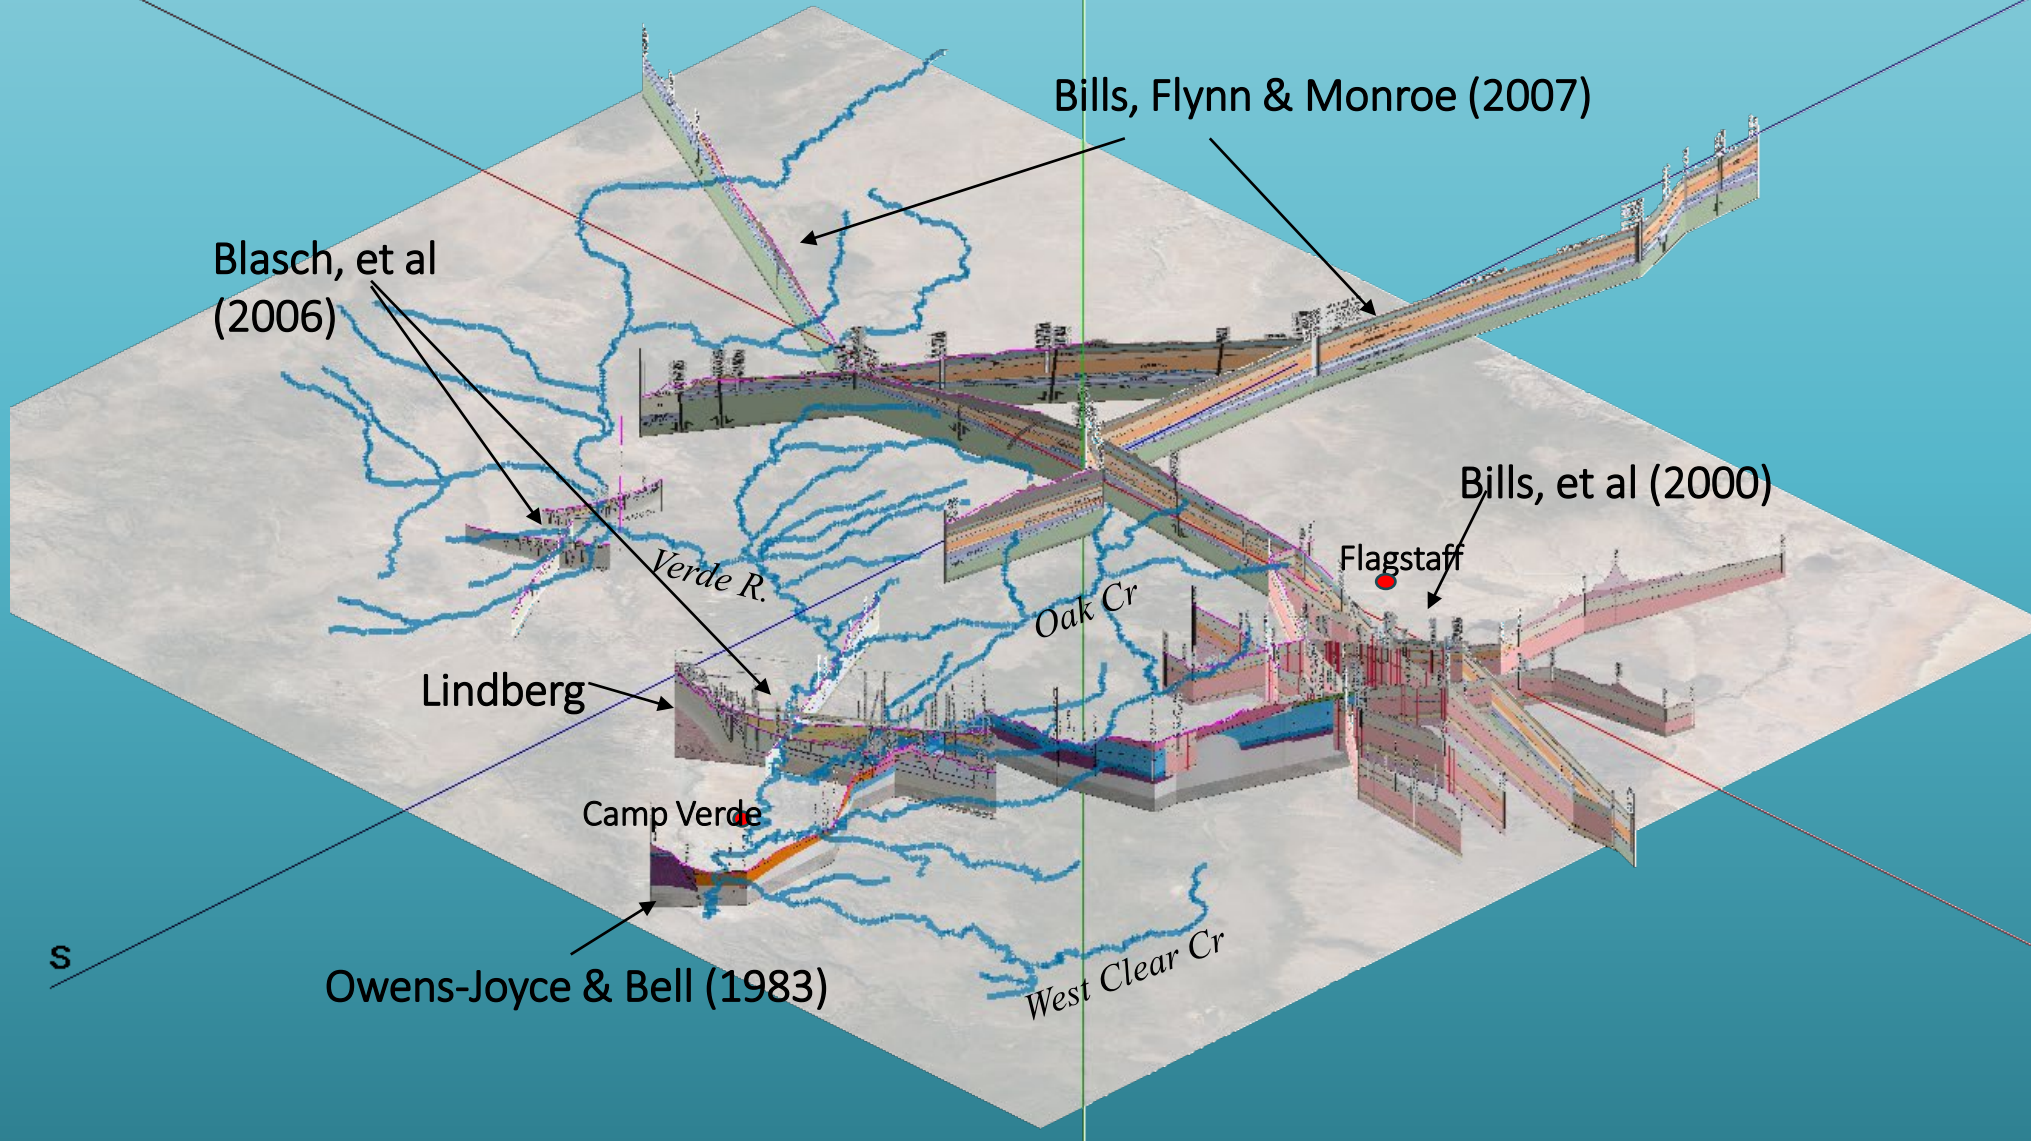 Bills, Flynn & Monroe (2007)
Blasch, et al
(2006)
Bills, et al (2000)
Flagstaff
Verde R.
Oak Cr
Lindberg
Camp Verde
S
Owens-Joyce & Bell (1983)
West Clear Cr